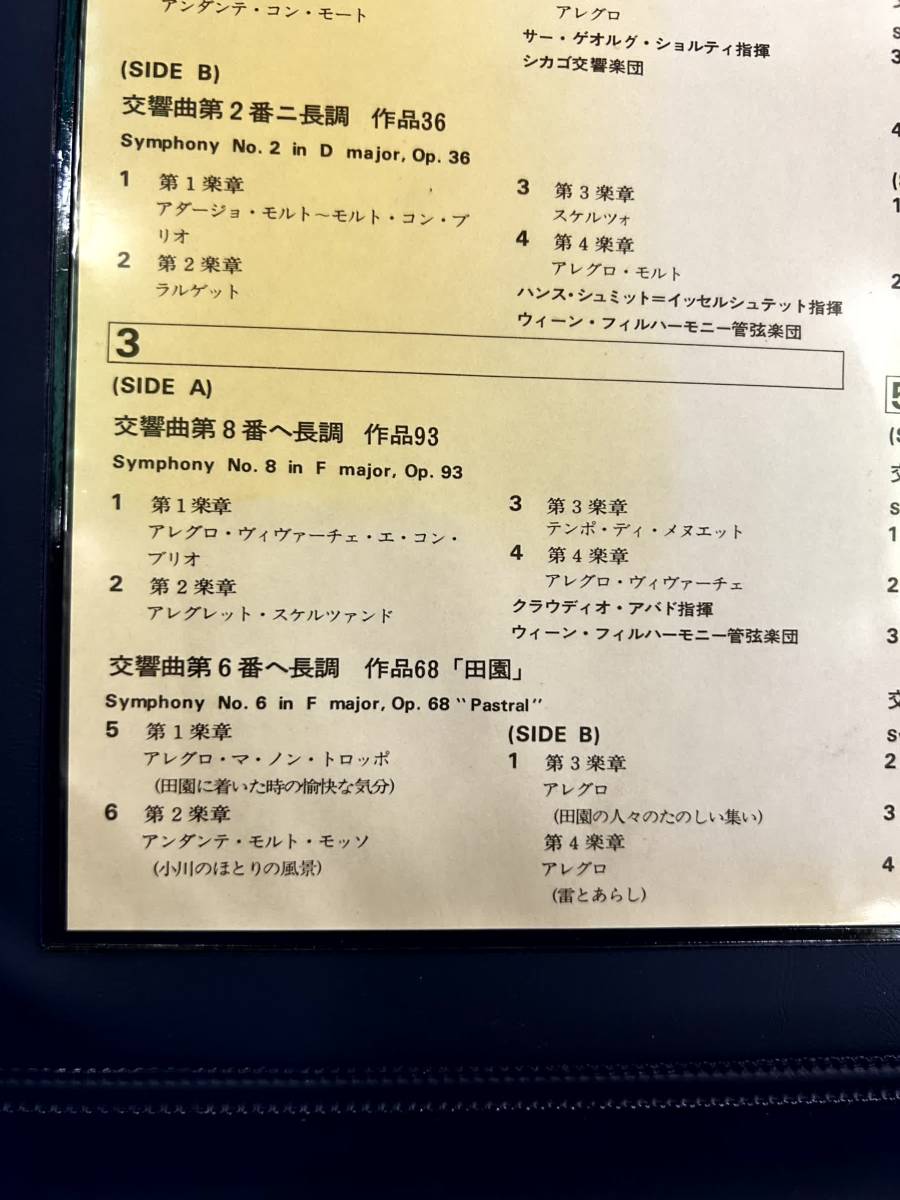 アンダンテ・コン・モート
アレグロ
サー・ゲオルグ・ショルティ指揮
シカゴ交響楽団
(SIDE B)
交響曲第2番ニ長調 作品36
Symphony No. 2 in D major, Op. 36
1 第1楽章
アダージョ・モルト～モルト・コン・ブ
リオ
2 第2楽章
ラルゲット
3 第3楽章
スケルツォ
4 第4楽章
アレグロ・モルト
ハンス・シュミット＝イッセルシュテット指揮
ウィーン・フィルハーモニー管弦楽団
3
(SIDE A)
交響曲第8番ヘ長調 作品93
Symphony No. 8 in F major, Op. 93
1 第1楽章
アレグロ・ヴィヴァーチェ・エ・コン・
ブリオ
2 第2楽章
アレグレット・スケルツァンド
3 第3楽章
テンポ・ディ・メヌエット
4 第4楽章
アレグロ・ヴィヴァーチェ
クラウディオ・アバド指揮
ウィーン・フィルハーモニー管弦楽団
交響曲第6番ヘ長調 作品68「田園」
Symphony No. 6 in F major, Op. 68 "Pastral"
5 第1楽章
アレグロ・マ・ノン・トロッポ
(田園に着いた時の愉快な気分)
6 第2楽章
アンダンテ・モルト・モッソ
(小川のほとりの風景)
(SIDE B)
1 第3楽章
アレグロ
(田園の人々のたのしい集い)
第4楽章
アレグロ
(雷とあらし)
3
4
1
2
5
1
2
3
2
3
4